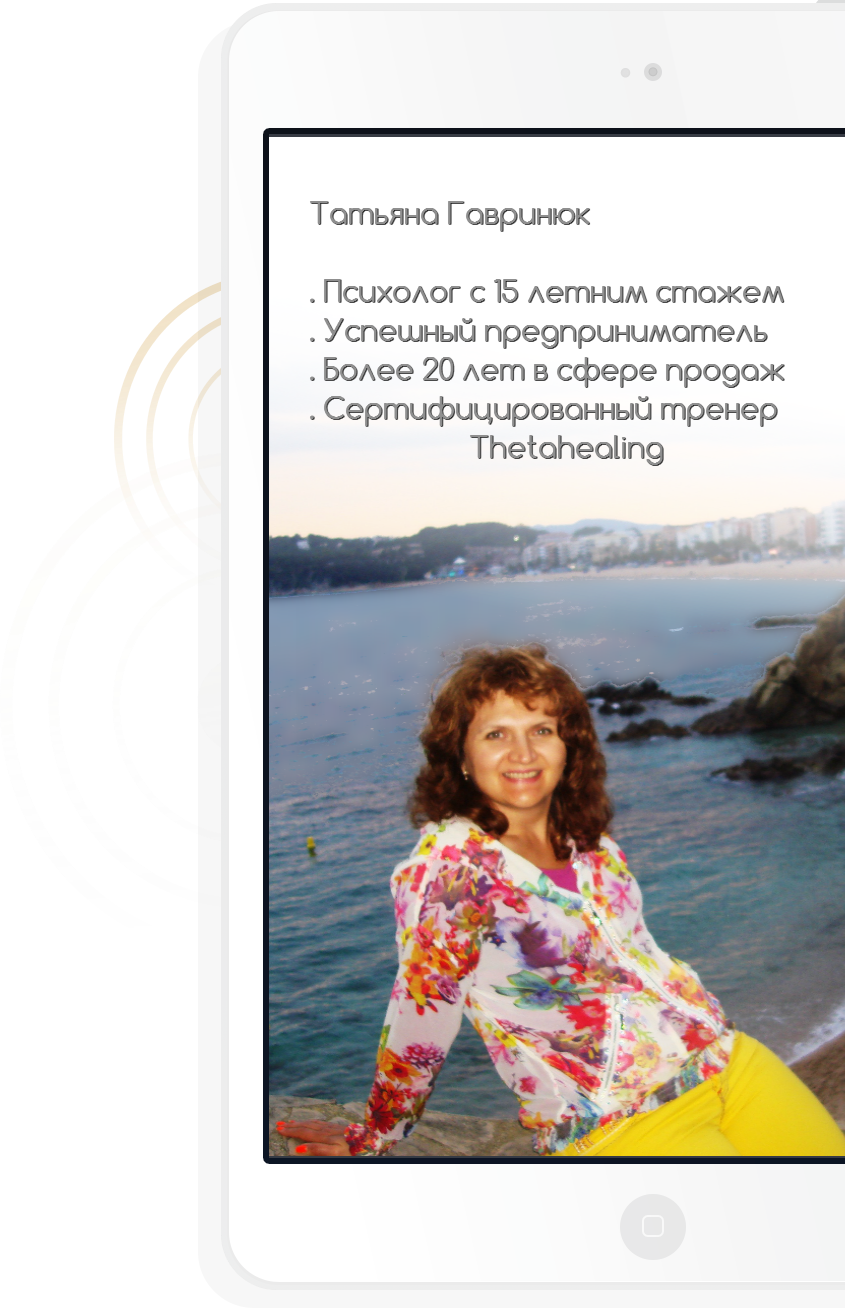 Татьяна Гавринюк
. Психолог с 15 летним стажем
. Успешный предприниматель
. Более 20 лет в сфере продаж
. Сертифицированный тренер
Thetahealing